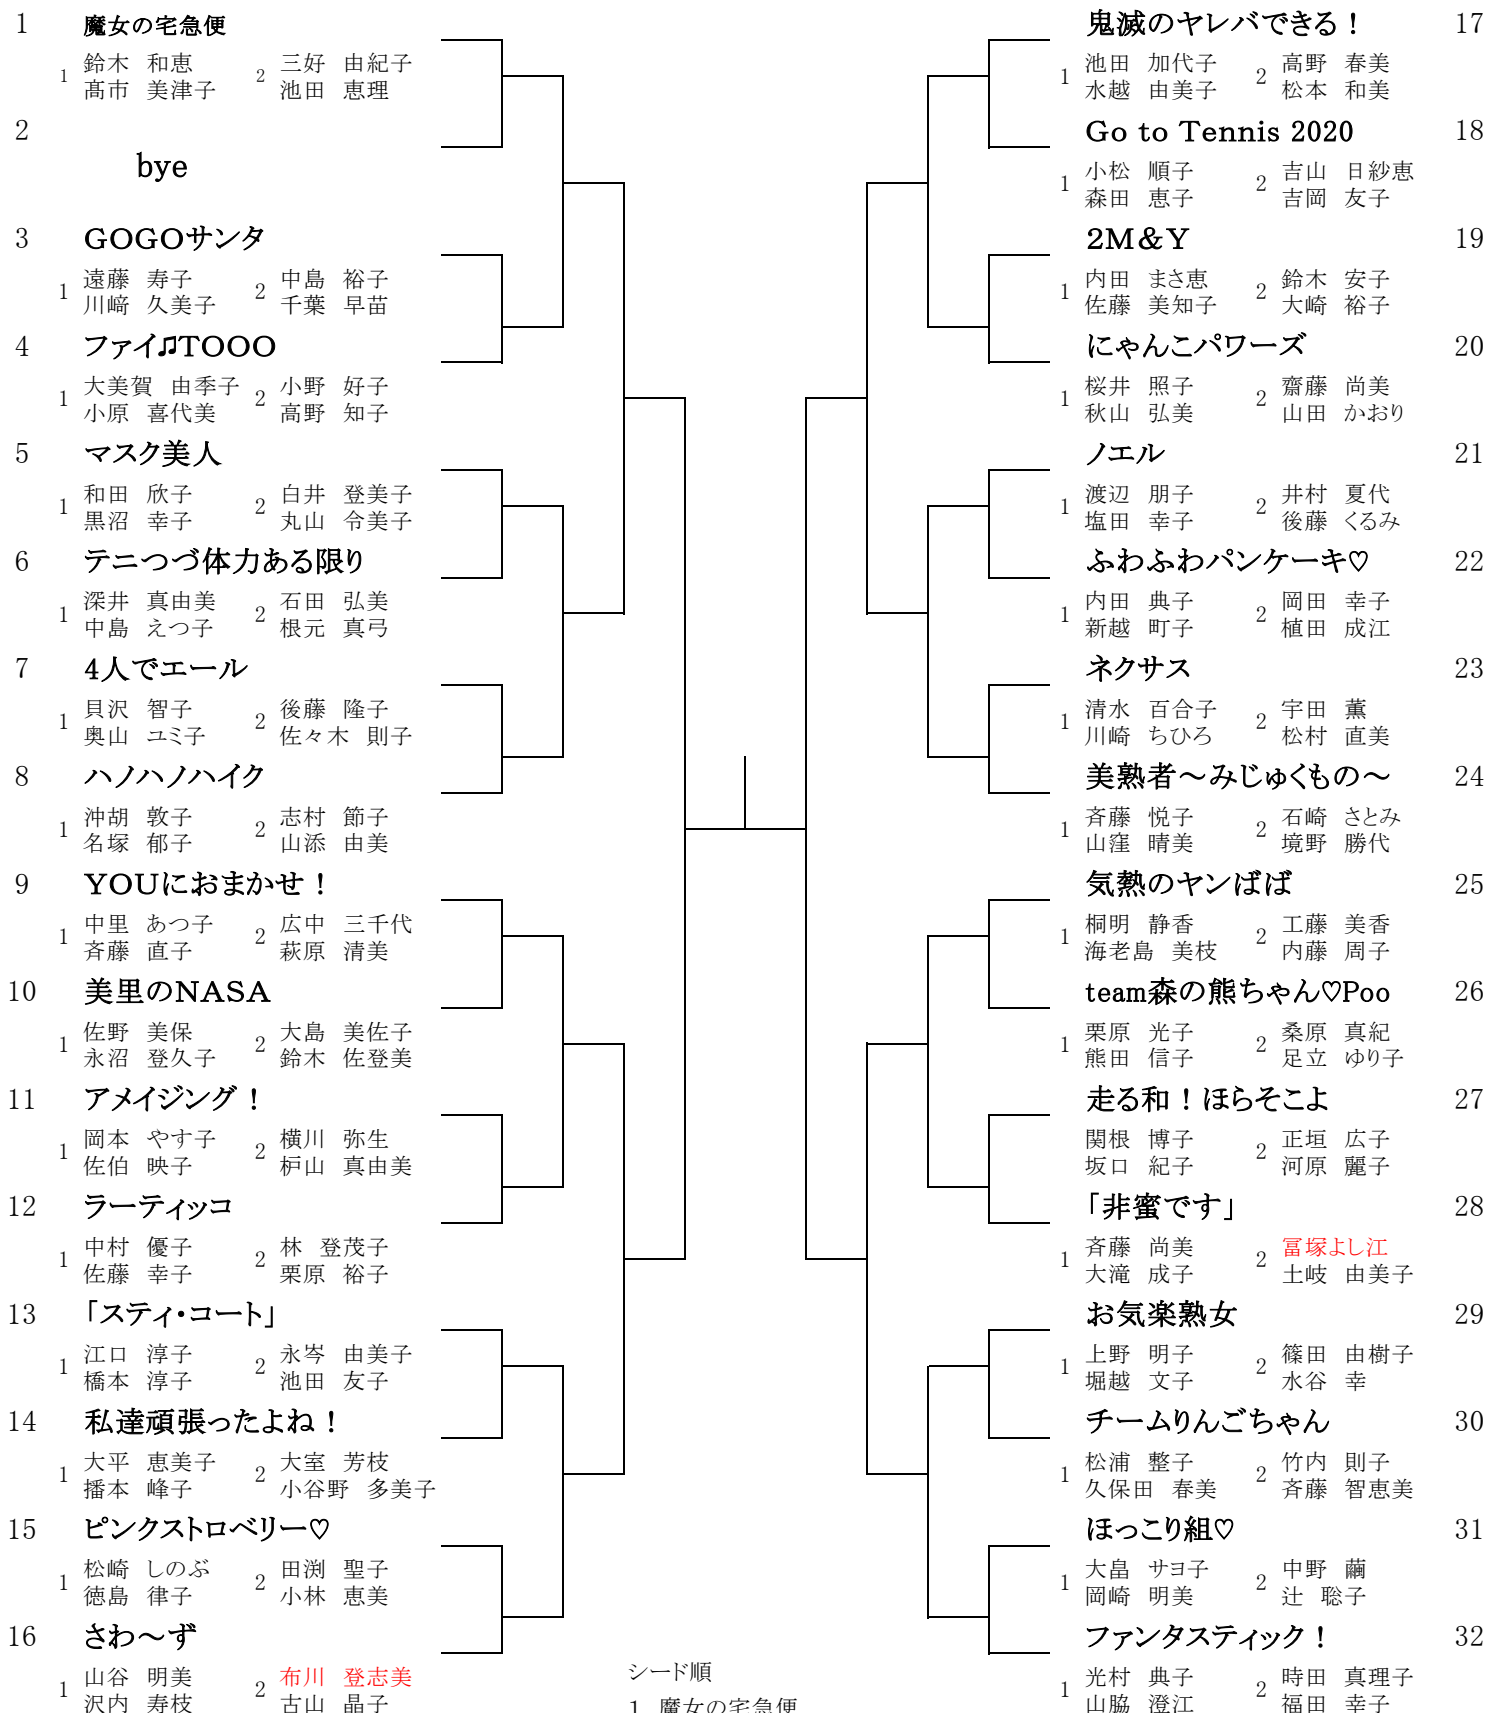 1 魔女の宅急便
1 鈴木 和恵 2 三好 由紀子
髙市 美津子 池田 恵理
2
bye
3 GOGOサンタ
1 遠藤 寿子 2 中島 裕子
川﨑 久美子 千葉 早苗
4 ファイ♫TOOO
1 大美賀 由季子 2 小野 好子
小原 喜代美 高野 知子
5 マスク美人
1 和田 欣子 2 白井 登美子
黒沼 幸子 丸山 令美子
6 テニつづ体力ある限り
1 深井 真由美 2 石田 弘美
中島 えつ子 根元 真弓
7 4人でエール
1 貝沢 智子 2 後藤 隆子
奥山 ユミ子 佐々木 則子
8 ハノハノハイク
1 沖胡 敦子 2 志村 節子
名塚 郁子 山添 由美
9 YOUにおまかせ！
1 中里 あつ子 2 広中 三千代
斉藤 直子 萩原 清美
10 美里のNASA
1 佐野 美保 2 大島 美佐子
永沼 登久子 鈴木 佐登美
11 アメイジング！
1 岡本 やす子 2 横川 弥生
佐伯 映子 枦山 真由美
12 ラーティッコ
1 中村 優子 2 林 登茂子
佐藤 幸子 栗原 裕子
13 「スティ・コート」
1 江口 淳子 2 永岑 由美子
橋本 淳子 池田 友子
14 私達頑張ったよね！
1 大平 恵美子 2 大室 芳枝
播本 峰子 小谷野 多美子
15 ピンクストロベリー♡
1 松崎 しのぶ 2 田渕 聖子
徳島 律子 小林 恵美
16 さわ～ず
1 山谷 明美 2 布川 登志美
沢内 寿枝 古山 晶子
シード順
1 魔女の宅急便
鬼滅のヤレバできる！ 17
1 池田 加代子 2 高野 春美
水越 由美子 松本 和美
Go to Tennis 2020 18
1 小松 順子 2 吉山 日紗恵
森田 恵子 吉岡 友子
2M＆Y 19
1 内田 まさ恵 2 鈴木 安子
佐藤 美知子 大崎 裕子
にゃんこパワーズ 20
1 桜井 照子 2 齋藤 尚美
秋山 弘美 山田 かおり
ノエル 21
1 渡辺 朋子 2 井村 夏代
塩田 幸子 後藤 くるみ
ふわふわパンケーキ♡ 22
1 内田 典子 2 岡田 幸子
新越 町子 植田 成江
ネクサス 23
1 清水 百合子 2 宇田 薫
川崎 ちひろ 松村 直美
美熟者～みじゅくもの～ 24
1 斉藤 悦子 2 石崎 さとみ
山窪 晴美 境野 勝代
気熱のヤンばば 25
1 桐明 静香 2 工藤 美香
海老島 美枝 内藤 周子
team森の熊ちゃん♡Poo 26
1 栗原 光子 2 桑原 真紀
熊田 信子 足立 ゆり子
走る和！ほらそこよ 27
1 関根 博子 2 正垣 広子
坂口 紀子 河原 麗子
「非蜜です」 28
1 斉藤 尚美 2 冨塚よし江
大滝 成子 土岐 由美子
お気楽熟女 29
1 上野 明子 2 篠田 由樹子
堀越 文子 水谷 幸
チームりんごちゃん 30
1 松浦 整子 2 竹内 則子
久保田 春美 斉藤 智恵美
ほっこり組♡ 31
1 大畠 サヨ子 2 中野 繭
岡崎 明美 辻 聡子
ファンタスティック！ 32
1 光村 典子 2 時田 真理子
山脇 澄江 福田 幸子